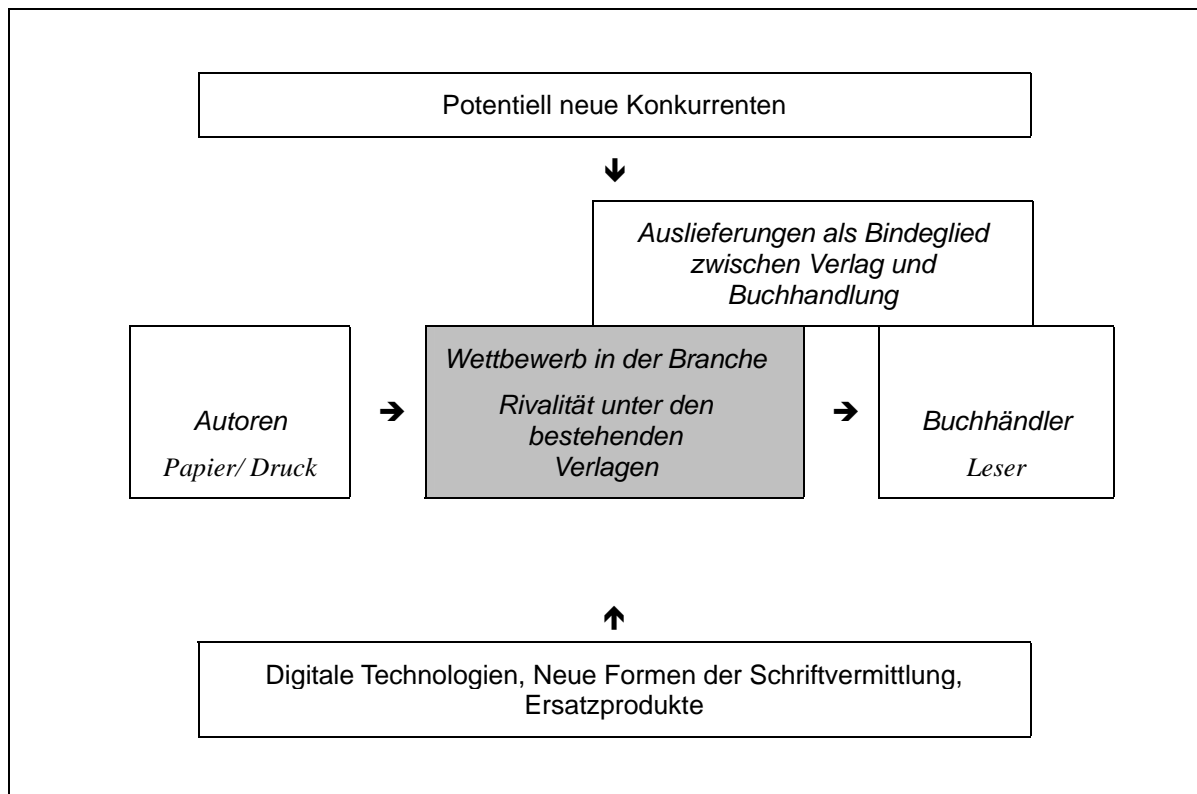 Potentiell neue Konkurrenten
Auslieferungen als Bindeglied
zwischen Verlag und
Buchhandlung
Autoren
Papier/ Druck
Wettbewerb in der Branche
Rivalität unter den
bestehenden
Verlagen
Buchhändler
Leser
Digitale Technologien, Neue Formen der Schriftvermittlung,
Ersatzprodukte